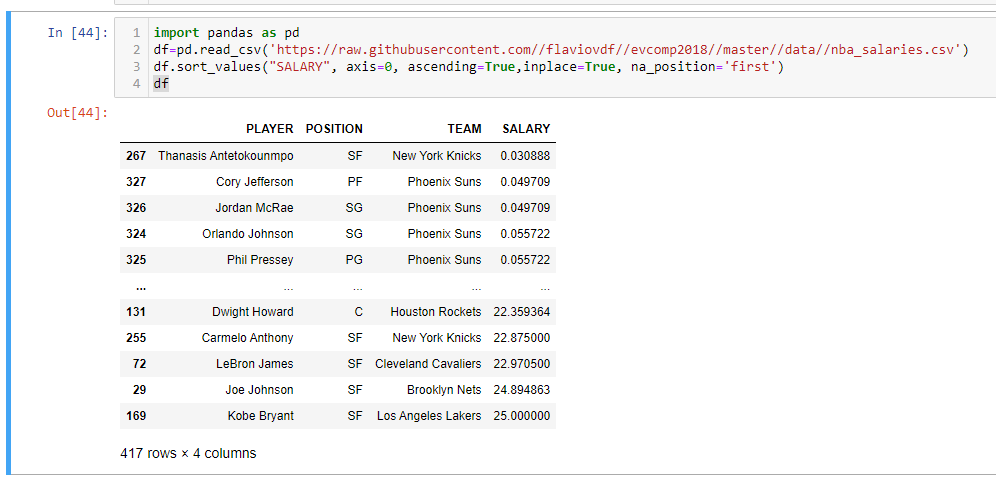 In [44]:
1 import pandas as pd
2 df=pd.read_csv('https://raw.githubusercontent.com//flaviovdf//evcomp2018//master//data//nba_salaries.csv')
3 df.sort_values("SALARY", axis=0, ascending=True,inplace=True, na_position='first')
4 df
Out[44]:
PLAYER POSITION TEAM SALARY
267 Thanasis Antetokounmpo SF New York Knicks 0.030888
327 Cory Jefferson PF Phoenix Suns 0.049709
326 Jordan McRae SG Phoenix Suns 0.049709
324 Orlando Johnson SG Phoenix Suns 0.055722
325 Phil Pressey PG Phoenix Suns 0.055722
... ... ... ... ...
131 Dwight Howard C Houston Rockets 22.359364
255 Carmelo Anthony SF New York Knicks 22.875000
72 LeBron James SF Cleveland Cavaliers 22.970500
29 Joe Johnson SF Brooklyn Nets 24.894863
169 Kobe Bryant SF Los Angeles Lakers 25.000000
417 rows × 4 columns